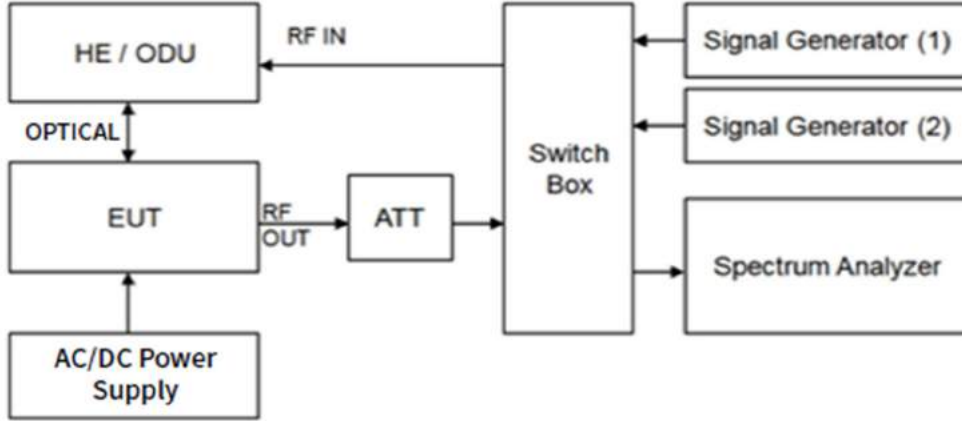 HE / ODU
RF IN
Signal Generator (1)
OPTICAL
Signal Generator (2)
Switch
Box
EUT
RF
OUT
ATT
Spectrum Analyzer
AC/DC Power
Supply